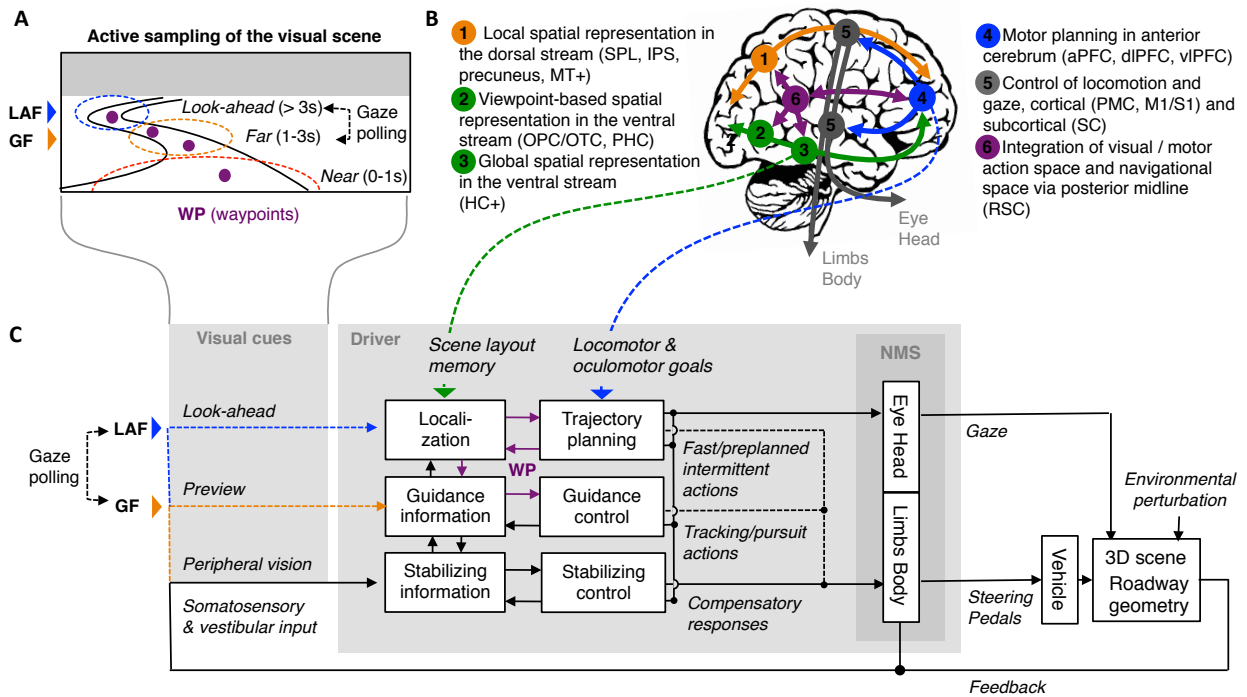 A
Active sampling of the visual scene
LAF
GF
Look-ahead (> 3s)
Far (1-3s)
Near (0-1s)
Gaze
polling
WP (waypoints)
B
1 Local spatial representation in
the dorsal stream (SPL, IPS,
precuneus, MT+)
2 Viewpoint-based spatial
representation in the ventral
stream (OPC/OTC, PHC)
3 Global spatial representation
in the ventral stream
(HC+)
5
1
6
4
5
2
3
Eye
Head
Limbs
Body
4 Motor planning in anterior
cerebrum (aPFC, dlPFC, vlPFC)
5 Control of locomotion and
gaze, cortical (PMC, M1/S1) and
subcortical (SC)
6 Integration of visual / motor
action space and navigational
space via posterior midline
(RSC)
C
Visual cues
Driver
NMS
Scene layout
memory
Locomotor &
oculomotor goals
Gaze
polling
LAF
GF
Look-ahead
Preview
Peripheral vision
Somatosensory
& vestibular input
Locali-
zation
Trajectory
planning
WP
Guidance
information
Guidance
control
Stabilizing
information
Stabilizing
control
Fast/preplanned
intermittent
actions
Tracking/pursuit
actions
Compensatory
responses
Eye Head
Limbs Body
Gaze
Steering
Pedals
Vehicle
Environmental
perturbation
3D scene
Roadway
geometry
Feedback